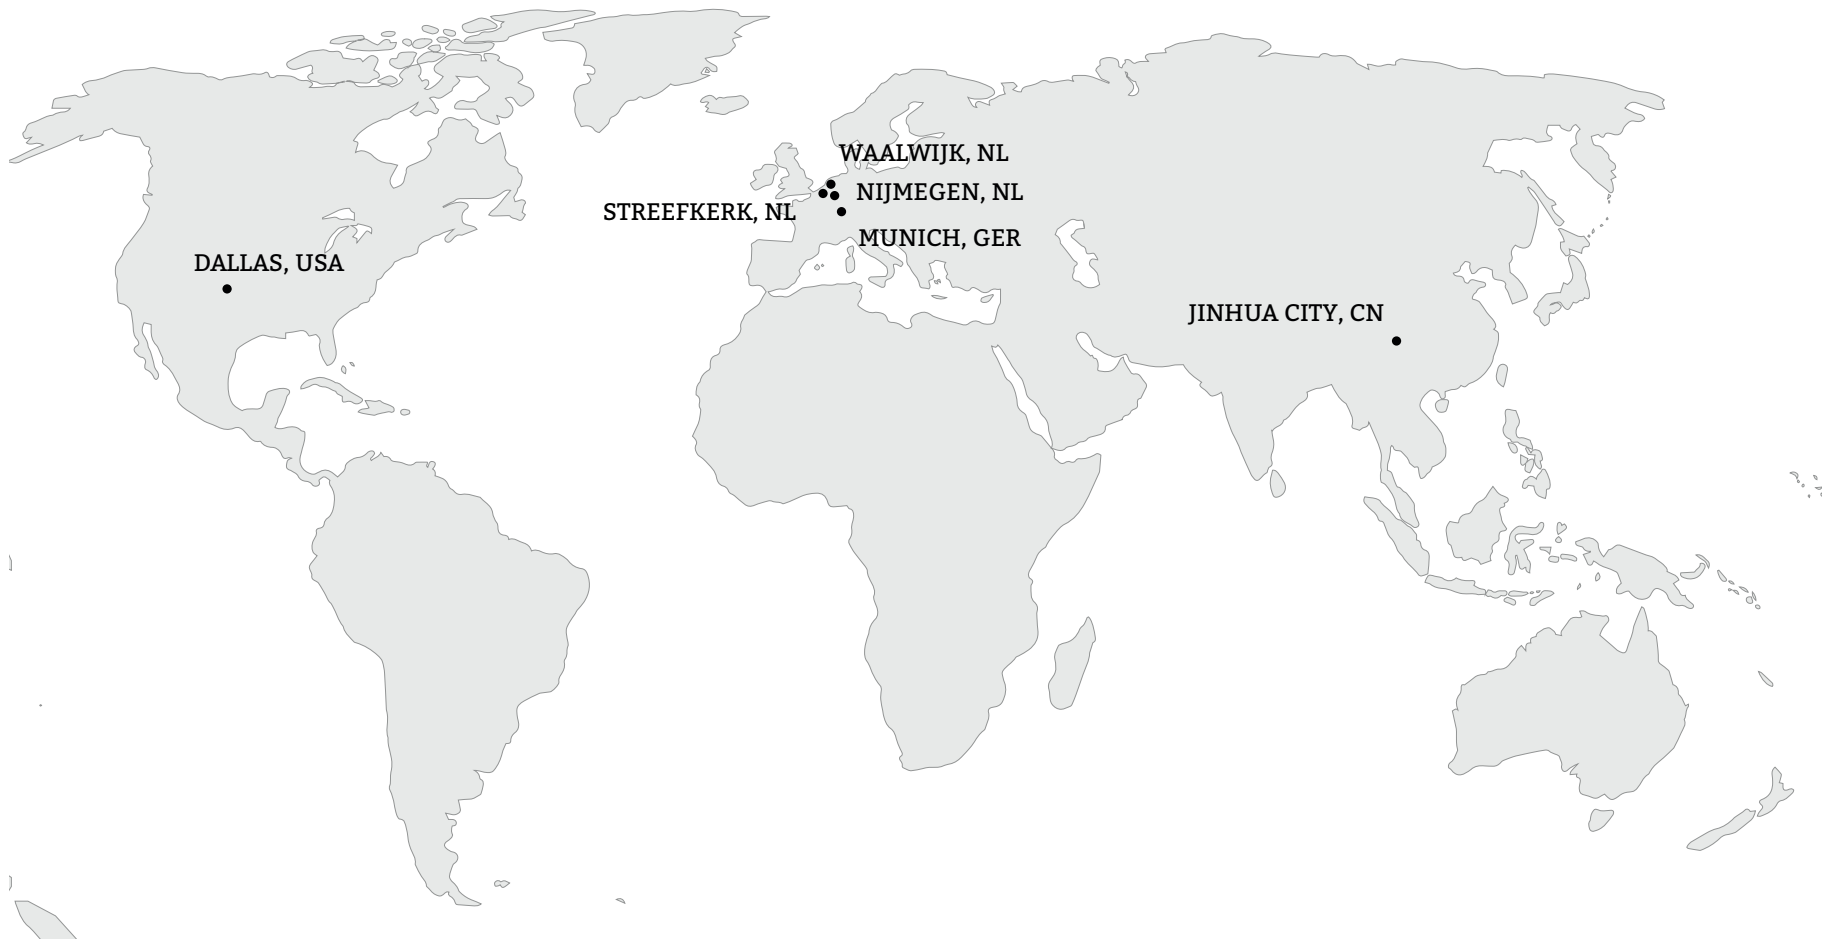 WAALWIJK, NL
NIJMEGEN, NL
STREEFKERK, NL
MUNICH, GER
DALLAS, USA
JINHUA CITY, CN